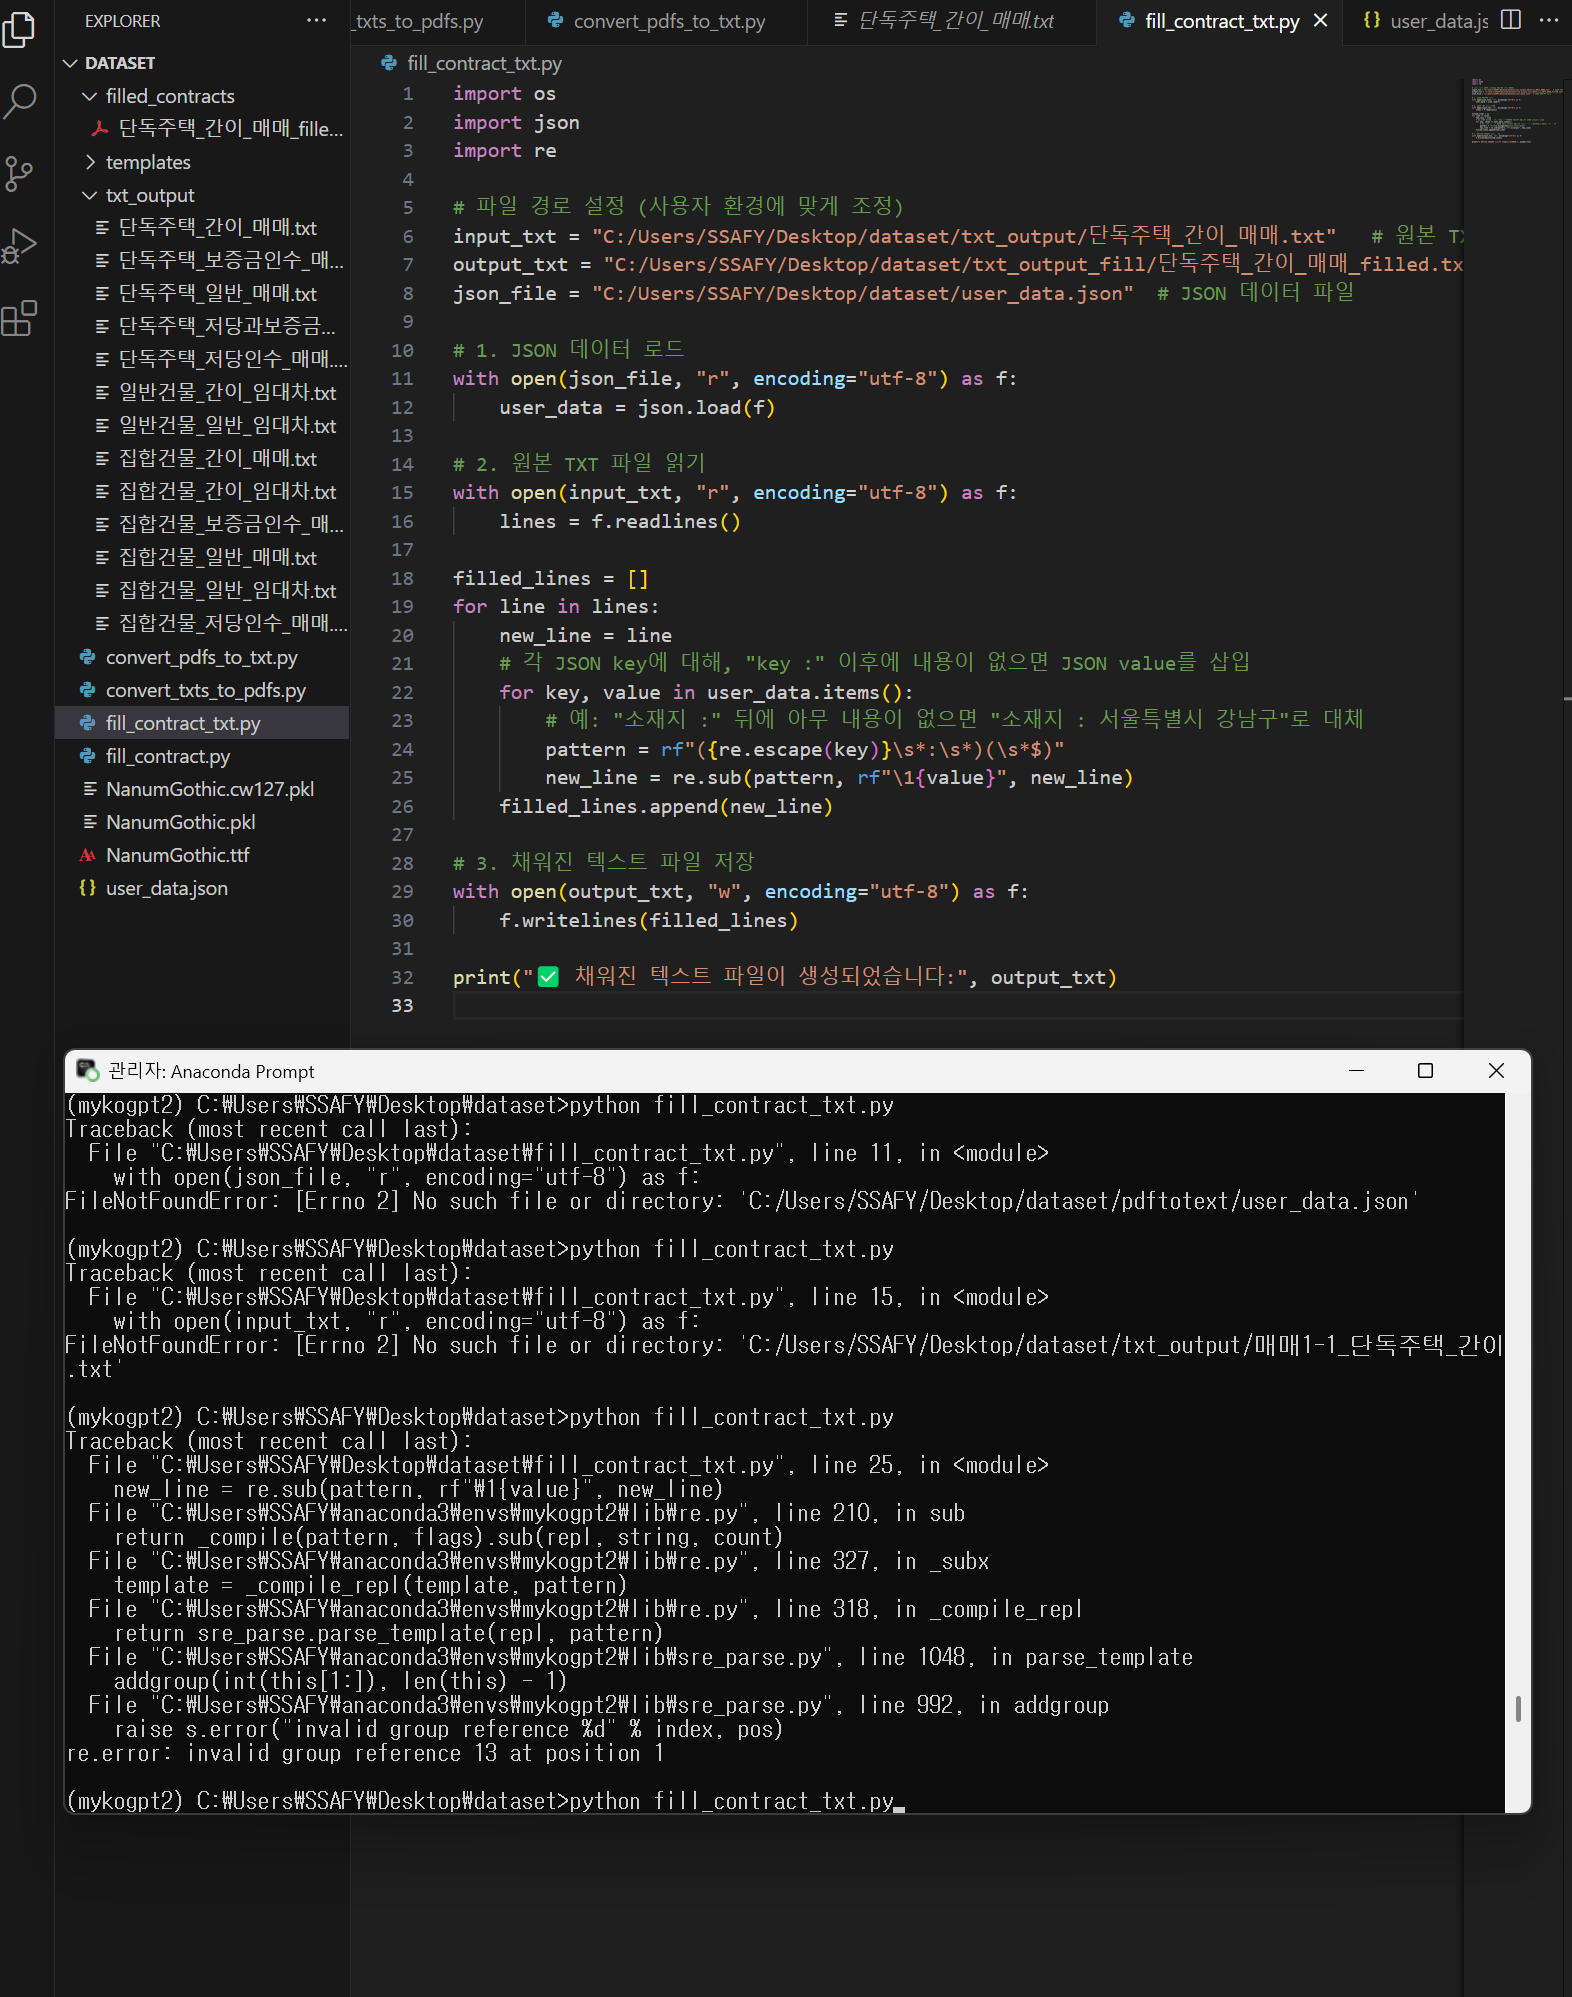 EXPLORER
DATASET
filled_contracts
단독주택_간이_매매_fille...
templates
txt_output
단독주택_간이_매매.txt
단독주택_보증금인수_매...
단독주택_일반_매매.txt
단독주택_저당과보증금...
단독주택_저당인수_매매....
일반건물_간이_임대차.txt
일반건물_일반_임대차.txt
집합건물_간이_매매.txt
집합건물_간이_임대차.txt
집합건물_보증금인수_매...
집합건물_일반_매매.txt
집합건물_일반_임대차.txt
집합건물_저당인수_매매....
convert_pdfs_to_txt.py
convert_txts_to_pdfs.py
fill_contract_txt.py
fill_contract.py
NanumGothic.cw127.pkl
NanumGothic.pkl
NanumGothic.ttf
user_data.json
_txts_to_pdfs.py
convert_pdfs_to_txt.py
단독주택_간이_매매.txt
fill_contract_txt.py
user_data.js
fill_contract_txt.py
1 import os
2 import json
3 import re
4
5 # 파일 경로 설정 (사용자 환경에 맞게 조정)
6 input_txt = "C:/Users/SSAFY/Desktop/dataset/txt_output/단독주택_간이_매매.txt"   # 원본 TX
7 output_txt = "C:/Users/SSAFY/Desktop/dataset/txt_output_fill/단독주택_간이_매매_filled.tx
8 json_file = "C:/Users/SSAFY/Desktop/dataset/user_data.json"  # JSON 데이터 파일
9
10 # 1. JSON 데이터 로드
11 with open(json_file, "r", encoding="utf-8") as f:
12     user_data = json.load(f)
13
14 # 2. 원본 TXT 파일 읽기
15 with open(input_txt, "r", encoding="utf-8") as f:
16     lines = f.readlines()
17
18 filled_lines = []
19 for line in lines:
20     new_line = line
21     # 각 JSON key에 대해, "key :" 이후에 내용이 없으면 JSON value를 삽입
22     for key, value in user_data.items():
23         # 예: "소재지 :" 뒤에 아무 내용이 없으면 "소재지 : 서울특별시 강남구"로 대체
24         pattern = rf"({re.escape(key)}\s*:\s*)(\s*$)"
25         new_line = re.sub(pattern, rf"\1{value}", new_line)
26     filled_lines.append(new_line)
27
28 # 3. 채워진 텍스트 파일 저장
29 with open(output_txt, "w", encoding="utf-8") as f:
30     f.writelines(filled_lines)
31
32 print("✅ 채워진 텍스트 파일이 생성되었습니다:", output_txt)
33
관리자: Anaconda Prompt
(mykogpt2) C:₩Users₩SSAFY₩Desktop₩dataset>python fill_contract_txt.py
Traceback (most recent call last):
  File "C:₩Users₩SSAFY₩Desktop₩dataset₩fill_contract_txt.py", line 11, in <module>
    with open(json_file, "r", encoding="utf-8") as f:
FileNotFoundError: [Errno 2] No such file or directory: 'C:/Users/SSAFY/Desktop/dataset/pdftotext/user_data.json'
(mykogpt2) C:₩Users₩SSAFY₩Desktop₩dataset>python fill_contract_txt.py
Traceback (most recent call last):
  File "C:₩Users₩SSAFY₩Desktop₩dataset₩fill_contract_txt.py", line 15, in <module>
    with open(input_txt, "r", encoding="utf-8") as f:
FileNotFoundError: [Errno 2] No such file or directory: 'C:/Users/SSAFY/Desktop/dataset/txt_output/매매1-1_단독주택_간이
.txt'
(mykogpt2) C:₩Users₩SSAFY₩Desktop₩dataset>python fill_contract_txt.py
Traceback (most recent call last):
  File "C:₩Users₩SSAFY₩Desktop₩dataset₩fill_contract_txt.py", line 25, in <module>
    new_line = re.sub(pattern, rf"₩1{value}", new_line)
  File "C:₩Users₩SSAFY₩anaconda3₩envs₩mykogpt2₩lib₩re.py", line 210, in sub
    return _compile(pattern, flags).sub(repl, string, count)
  File "C:₩Users₩SSAFY₩anaconda3₩envs₩mykogpt2₩lib₩re.py", line 327, in _subx
    template = _compile_repl(template, pattern)
  File "C:₩Users₩SSAFY₩anaconda3₩envs₩mykogpt2₩lib₩re.py", line 318, in _compile_repl
    return sre_parse.parse_template(repl, pattern)
  File "C:₩Users₩SSAFY₩anaconda3₩envs₩mykogpt2₩lib₩sre_parse.py", line 1048, in parse_template
    addgroup(int(this[1:]), len(this) - 1)
  File "C:₩Users₩SSAFY₩anaconda3₩envs₩mykogpt2₩lib₩sre_parse.py", line 992, in addgroup
    raise s.error("invalid group reference %d" % index, pos)
re.error: invalid group reference 13 at position 1
(mykogpt2) C:₩Users₩SSAFY₩Desktop₩dataset>python fill_contract_txt.py